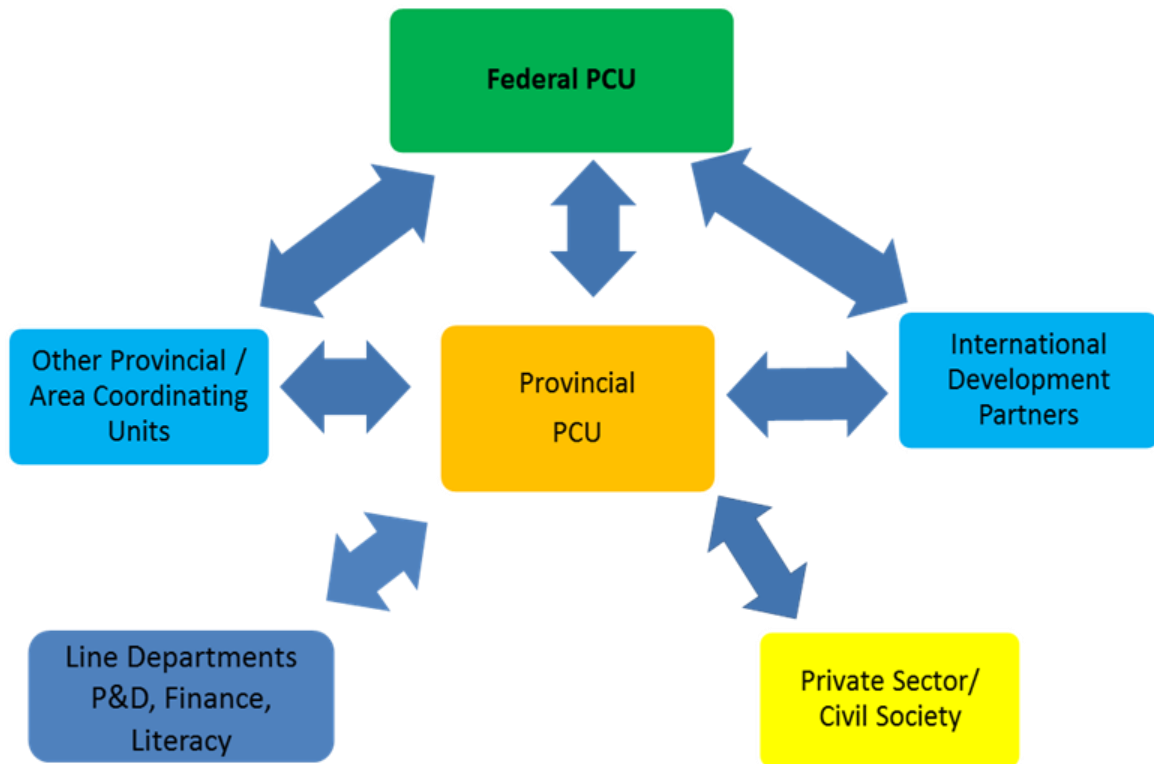 Federal PCU
Other Provincial /
Area Coordinating
Units
Provincial
PCU
International
Development
Partners
Line Departments
P&D, Finance,
Literacy
Private Sector/
Civil Society